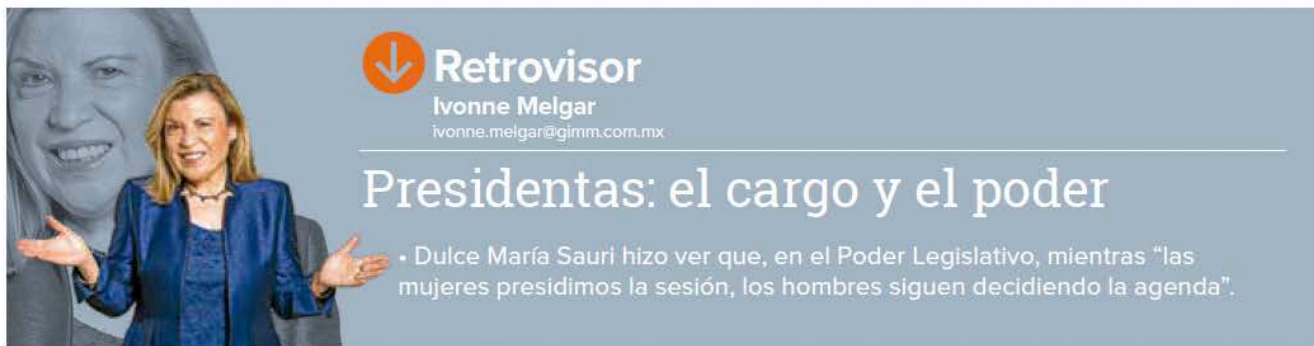 Retrovisor
Ivonne Melgar
ivonne.melgar@gimm.com.mx
Presidentas: el cargo y el poder
• Dulce María Sauri hizo ver que, en el Poder Legislativo, mientras “las
mujeres presidimos la sesión, los hombres siguen decidiendo la agenda”.